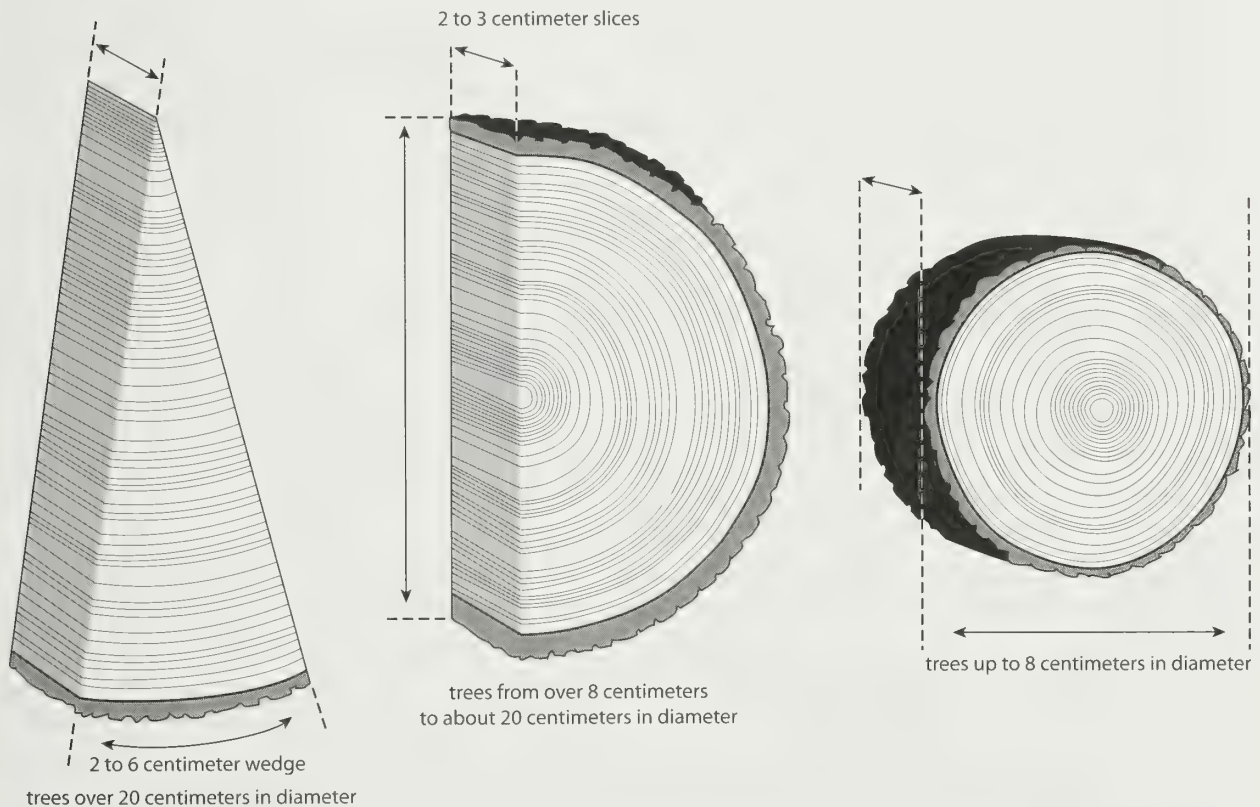 2 to 3 centimeter slices
trees up to 8 centimeters in diameter
trees from over 8 centimeters
to about 20 centimeters in diameter
2 to 6 centimeter wedge
trees over 20 centimeters in diameter